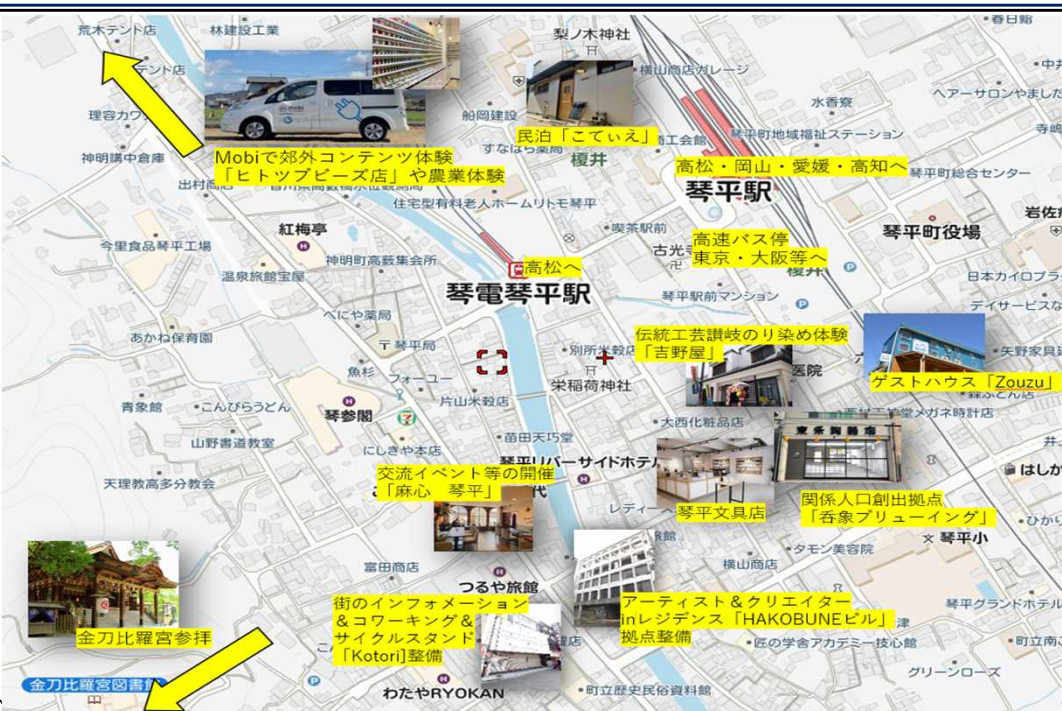 荒木テント店
林建設工業
梨ノ木神社
春日
テント店
横山商店ガレージ
理容カワ
船岡建設
水香寮
ヘアーサロンやました
民泊「こてぃえ」
工会館
琴平町地域福祉ステーション
すなはら薬局
榎井
神明講中倉庫
Mobiで郊外コンテンツ体験
「ヒトツブビーズ店」や農業体験
高松・岡山・愛媛・高知へ
琴平町総合センター
出村商店
住宅型有料老人ホームリトモ琴平
琴平駅
紅梅亭
喫茶駅前
琴平町役場
今里食品琴平工場
神明町高薮集会所
古光寺
高速バス停
東京・大阪等へ
榎井
高松へ
温泉旅館宝屋
琴電琴平駅
琴平駅前マンション
日本カイロプラ
デイサービス
べにや薬局
伝統工芸讃岐のり染め体験
「吉野屋」
あかね保育園
琴平局
別所米穀店
矢野家具
魚杉
フォーユー
栄稲荷神社
医院
ゲストハウス「Zouzu」
青象館
こんぴらうどん
琴参閣
片山米穀店
大西化粧品店
メガネ時計店
東条陶器店
山野書道教室
にしきや本店
苗田天巧堂
琴平リバーサイドホテル
交流イベント等の開催
「麻心 琴平」
天理教高多分教会
レディー
琴平文具店
関係人口創出拠点
「呑象ブリューイング」
はしか
旅館
琴平小
タモン美容院
富田商店
横山商店
つるや旅館
街のインフォメーション
&コワーキング&
サイクルスタンド
「Kotori]整備
アーティスト&クリエイター
inレジデンス「HAKOBUNEビル」
拠点整備
琴平グランドホテル
金刀比羅宮参拝
匠の学舎アカデミー技心館
町立南こ
グリーンローズ
金刀比羅宮図書館
わたやRYOKAN
町立歴史民俗資料館